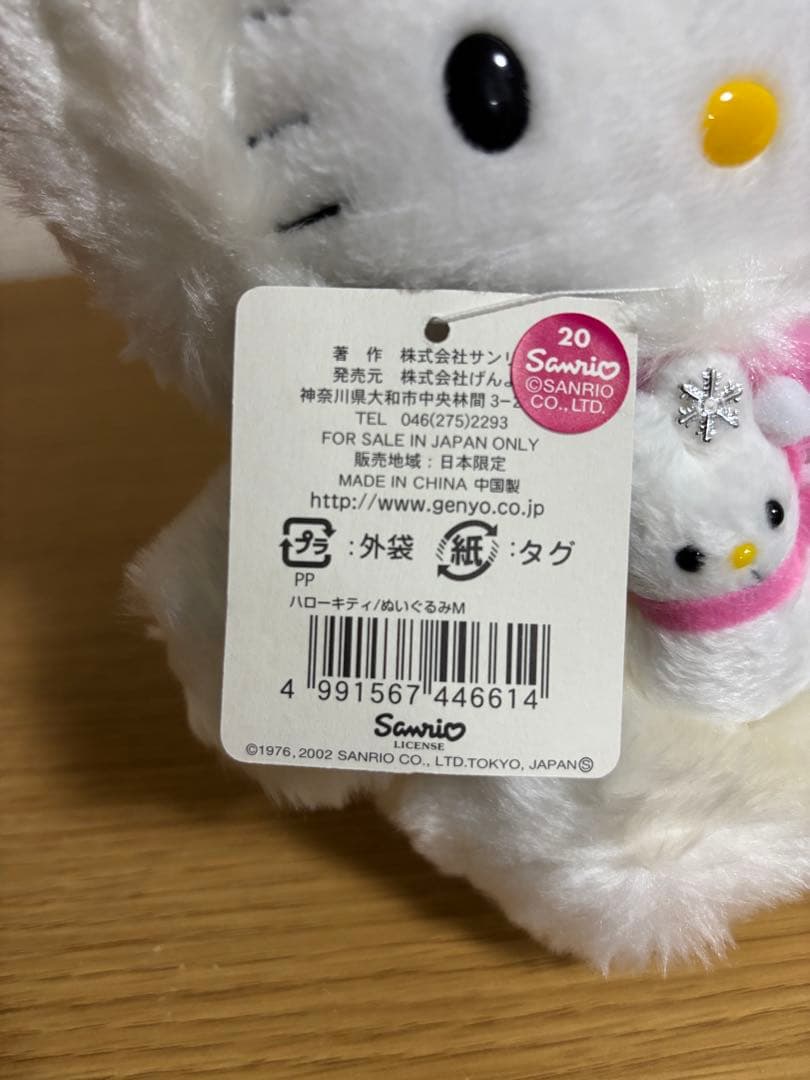 著 作 株式会社サンリ
発売元 株式会社げんよ
神奈川県大和市中央林間 3-2
TEL 046(275)2293
FOR SALE IN JAPAN ONLY
販売地域：日本限定
MADE IN CHINA 中国製
http://www.genyo.co.jp
プラ ：外袋 紙 ：タグ
PP
ハローキティ/ぬいぐるみM
4 991567 446614
Sanrio
LICENSE
©1976, 2002 SANRIO CO., LTD.TOKYO, JAPANⓈ
20
Sanrio
©SANRIO
CO., LTD.